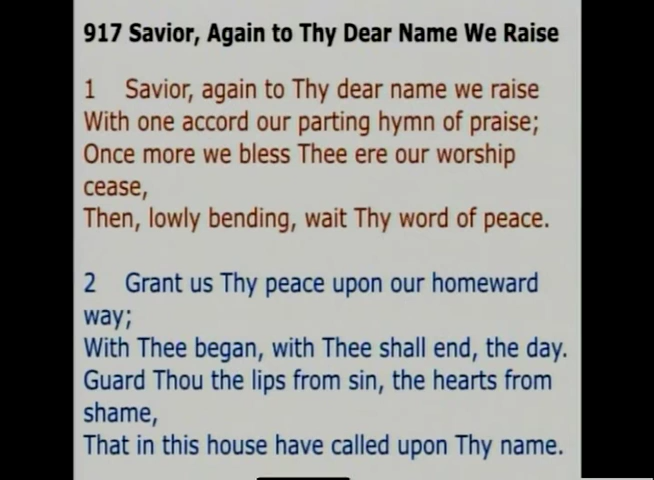 917 Savior, Again to Thy Dear Name We Raise
1 Savior, again to Thy dear name we raise
With one accord our parting hymn of praise;
Once more we bless Thee ere our worship
cease,
Then, lowly bending, wait Thy word of peace.
2 Grant us Thy peace upon our homeward
way;
With Thee began, with Thee shall end, the day.
Guard Thou the lips from sin, the hearts from
shame,
That in this house have called upon Thy name.